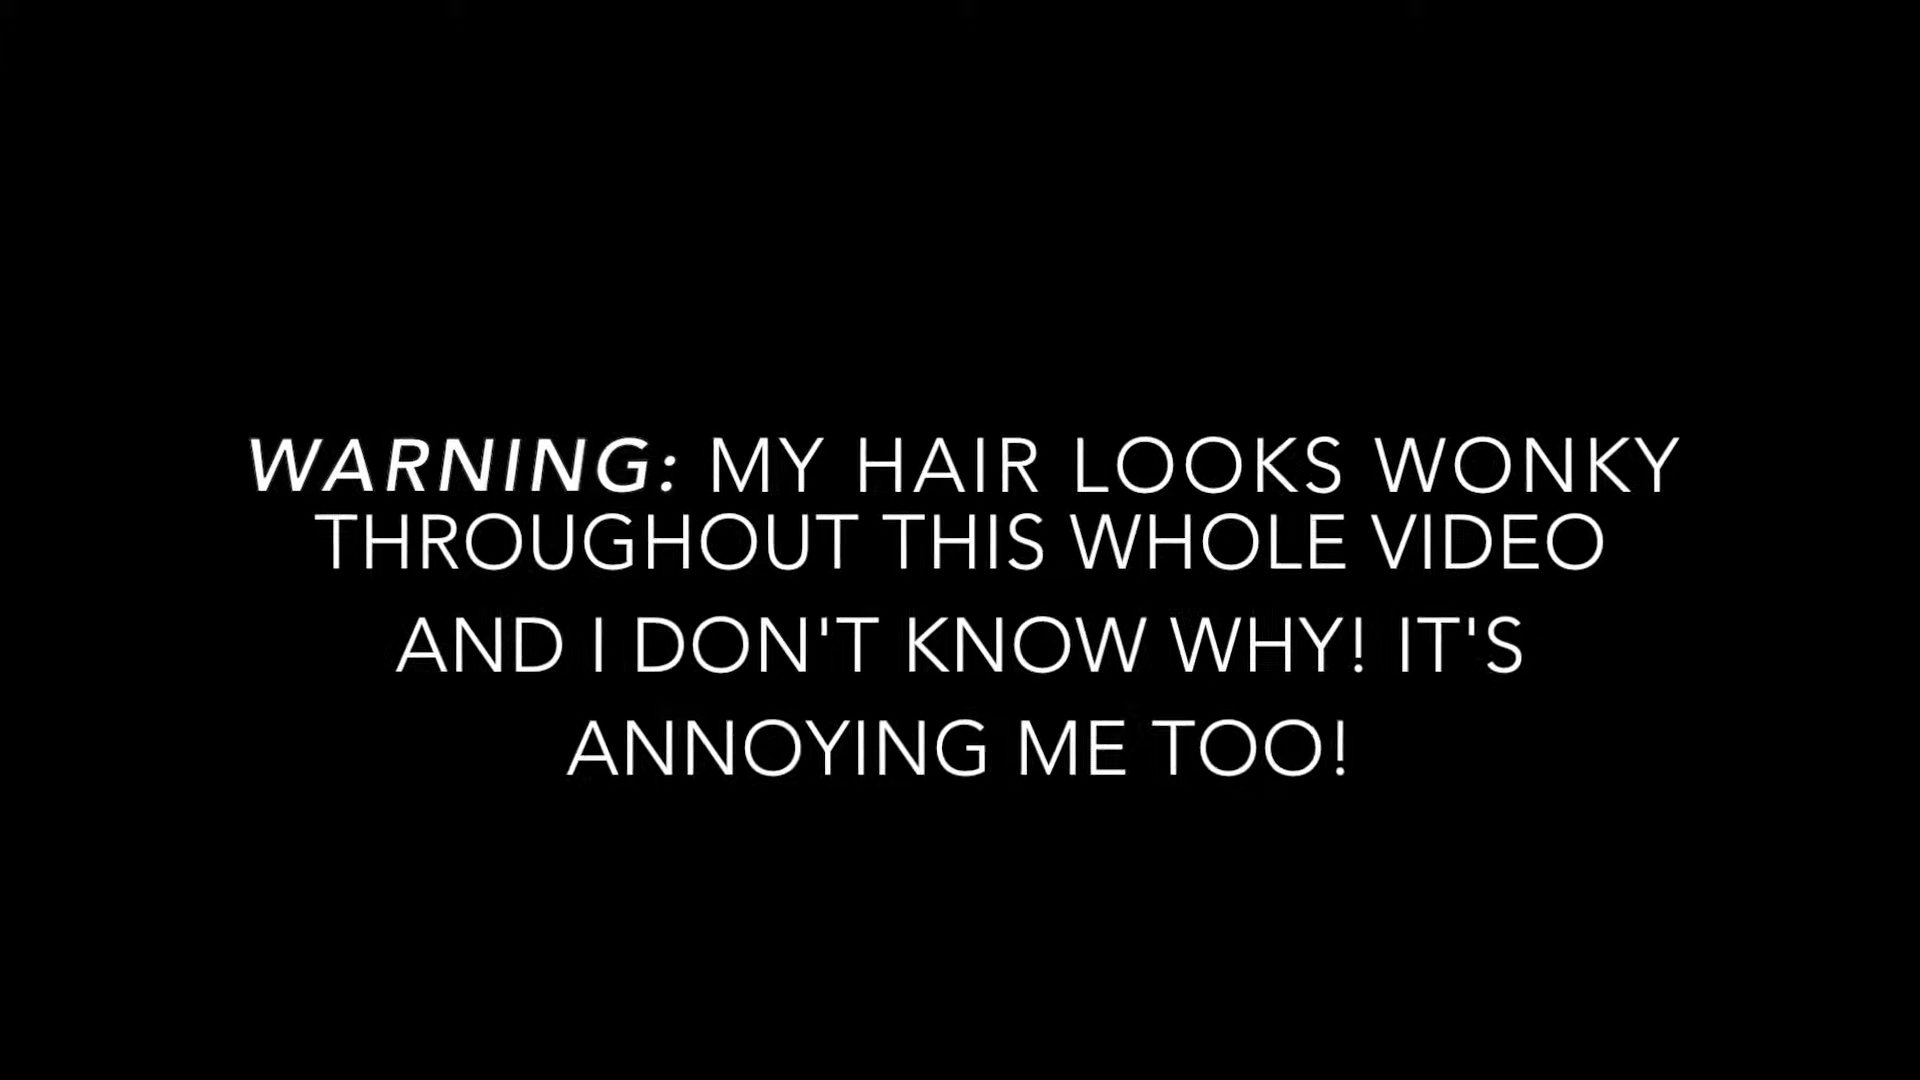 WARNING: MY HAIR LOOKS WONKY
THROUGHOUT THIS WHOLE VIDEO
AND I DON'T KNOW WHY! IT'S
ANNOYING ME TOO!